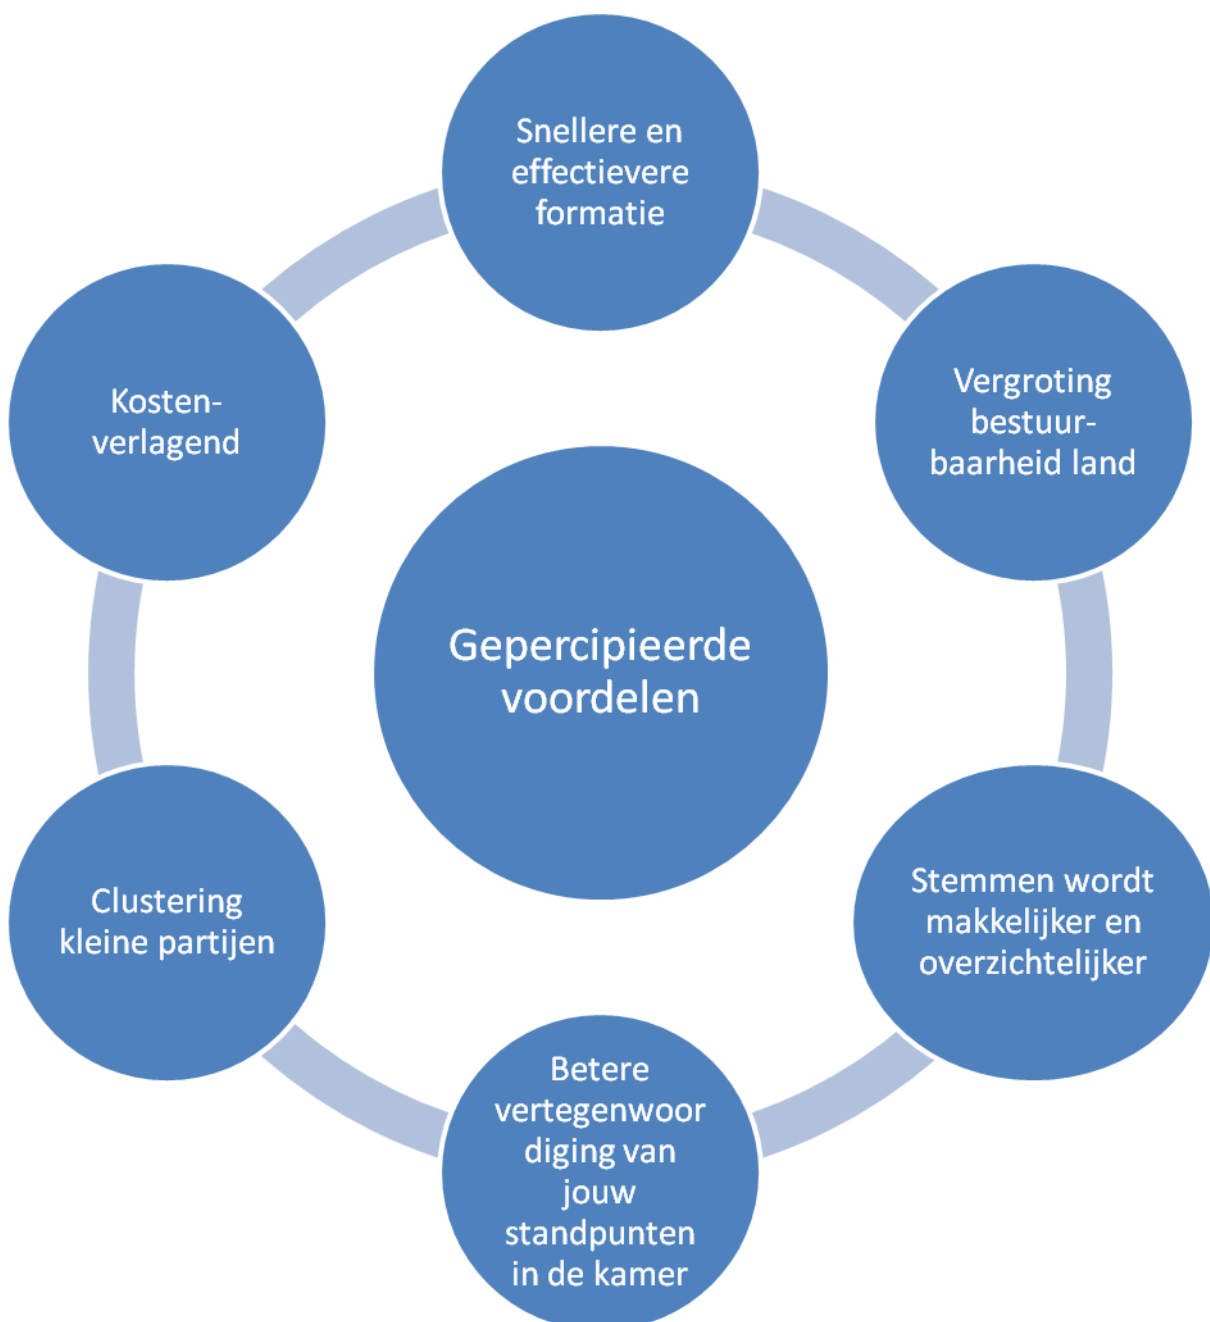 Snellere en
effectievere
formatie
Vergroting
bestuur-
baarheid land
Stemmen wordt
makkelijker en
overzichtelijker
Betere
vertegenwoor
diging van
jouw
standpunten
in de kamer
Clustering
kleine partijen
Kosten-
verlagend
Gepercipieerde
voordelen